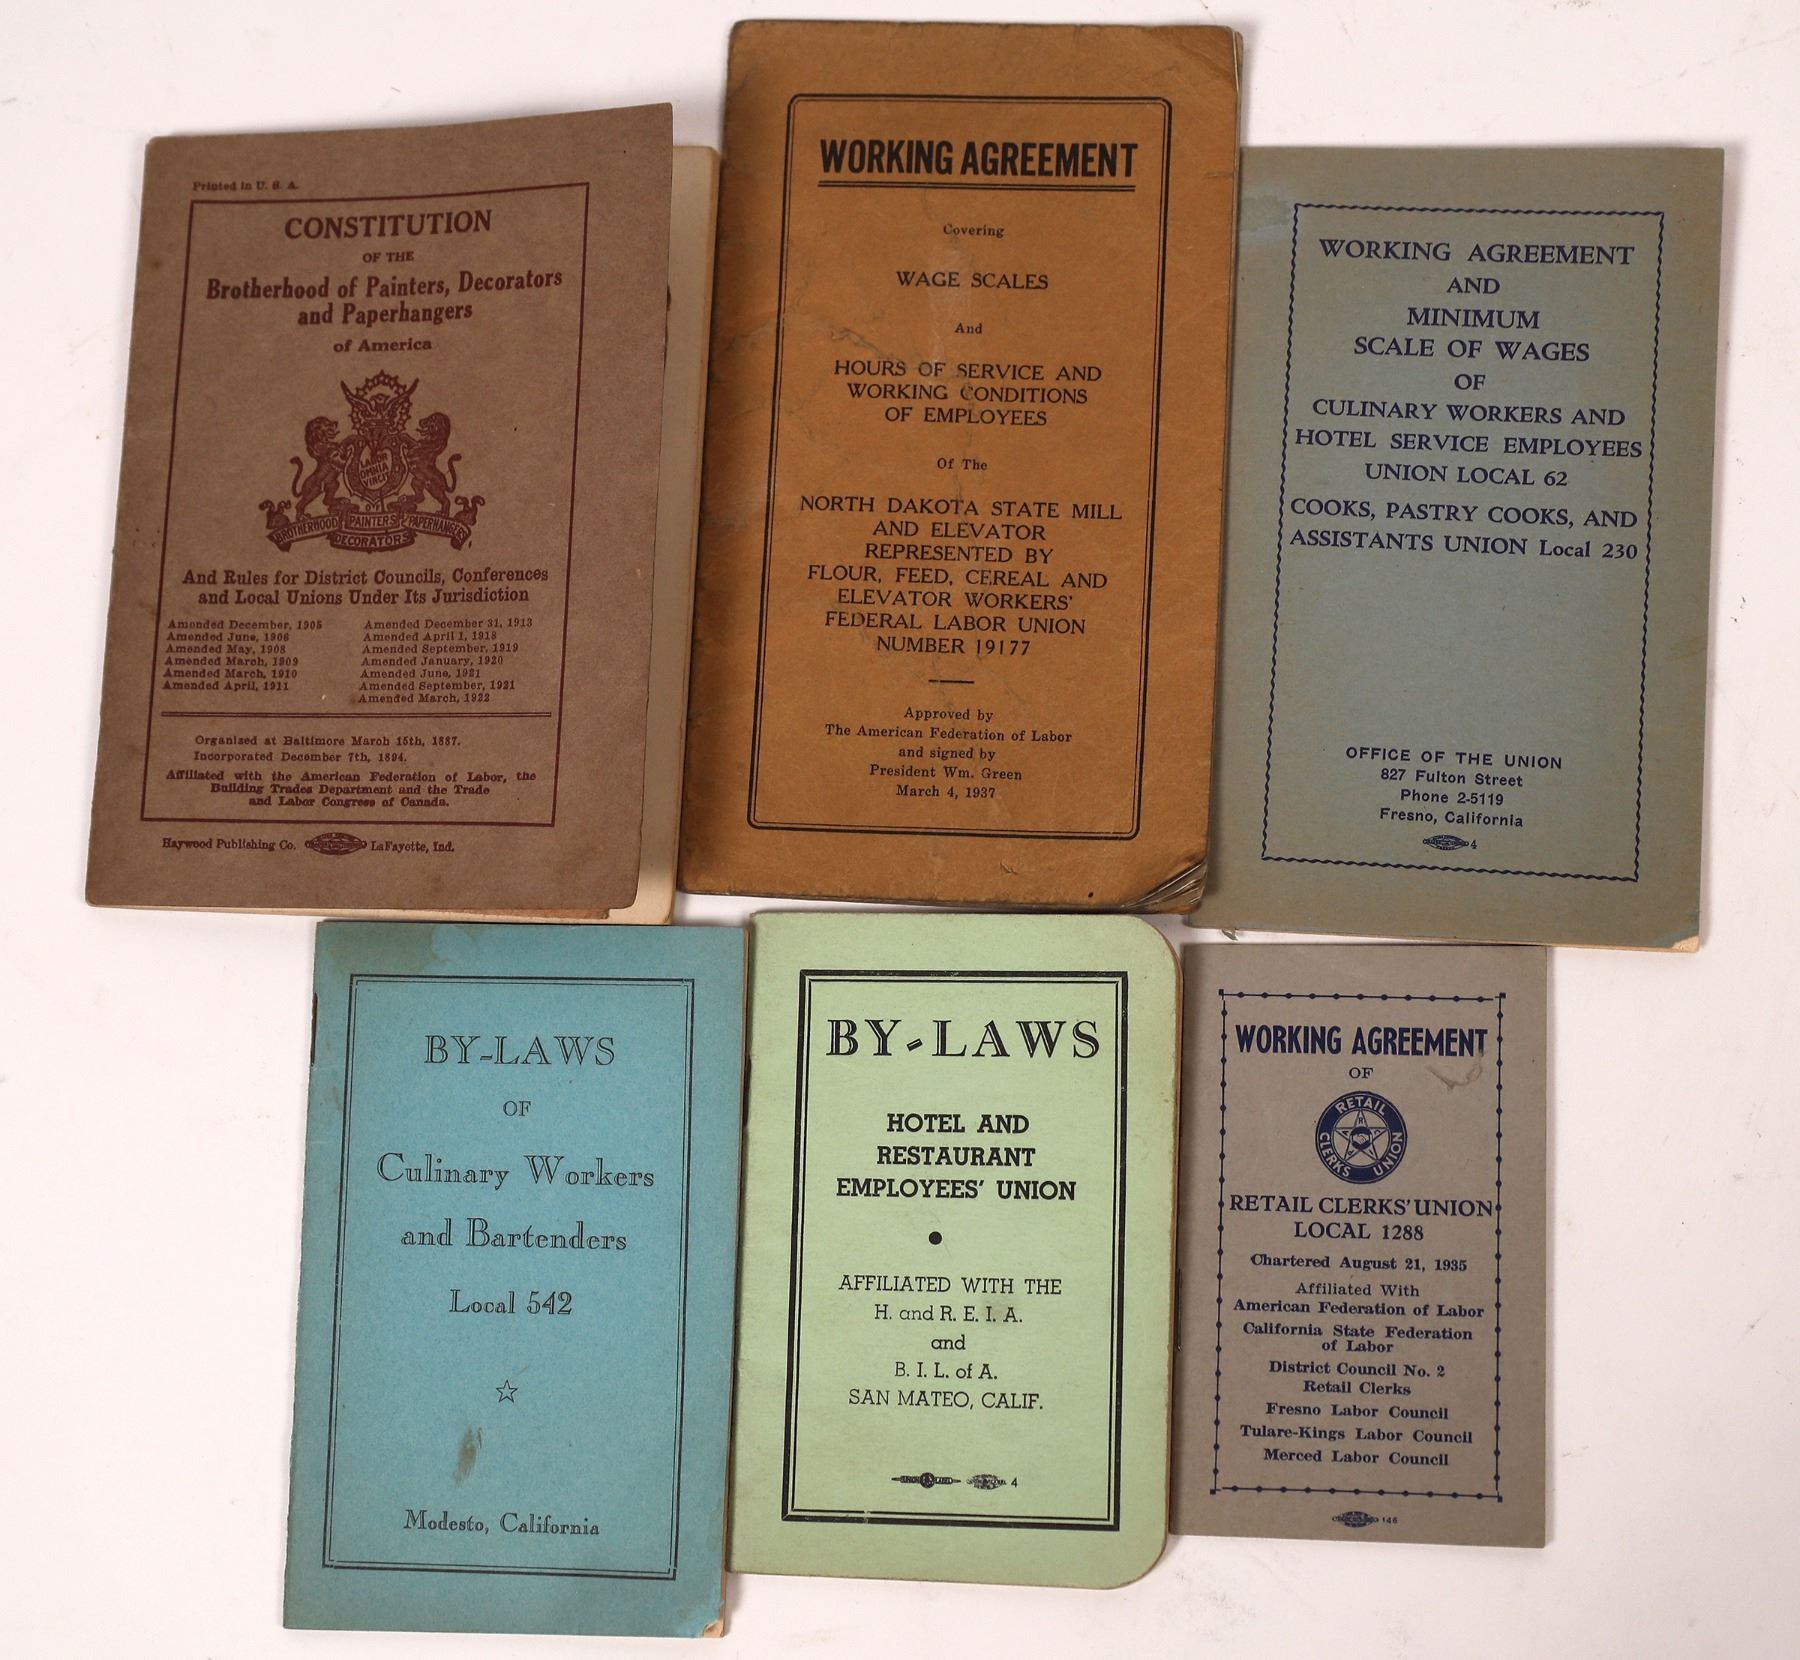 Printed in U. S. A.
CONSTITUTION
OF THE
Brotherhood of Painters, Decorators
and Paperhangers
of America
LABOR
OMNIA
VINCIT
OF
BROTHERHOOD PAINTERS PAPERHANGERS
DECORATORS
And Rules for District Councils, Conferences
and Local Unions Under Its Jurisdiction
Amended December, 1905
Amended June, 1906
Amended May, 1908
Amended March, 1909
Amended March, 1910
Amended April, 1911
Amended December 31, 1913
Amended April 1, 1918
Amended September, 1919
Amended January, 1920
Amended June, 1921
Amended September, 1921
Amended March, 1922
Organized at Baltimore March 15th, 1887.
Incorporated December 7th, 1894.
Affiliated with the American Federation of Labor, the
Building Trades Department and the Trade
and Labor Congress of Canada.
Haywood Publishing Co. LaFayette, Ind.
WORKING AGREEMENT
Covering
WAGE SCALES
And
HOURS OF SERVICE AND
WORKING CONDITIONS
OF EMPLOYEES
Of The
NORTH DAKOTA STATE MILL
AND ELEVATOR
REPRESENTED BY
FLOUR, FEED, CEREAL AND
ELEVATOR WORKERS'
FEDERAL LABOR UNION
NUMBER 19177
Approved by
The American Federation of Labor
and signed by
President Wm. Green
March 4, 1937
WORKING AGREEMENT
AND
MINIMUM
SCALE OF WAGES
OF
CULINARY WORKERS AND
HOTEL SERVICE EMPLOYEES
UNION LOCAL 62
COOKS, PASTRY COOKS, AND
ASSISTANTS UNION Local 230
OFFICE OF THE UNION
827 Fulton Street
Phone 2-5119
Fresno, California
4
BY-LAWS
OF
Culinary Workers
and Bartenders
Local 542
Modesto, California
BY-LAWS
HOTEL AND
RESTAURANT
EMPLOYEES' UNION
AFFILIATED WITH THE
H. and R. E. I. A.
and
B. I. L. of A.
SAN MATEO, CALIF.
4
WORKING AGREEMENT
OF
RETAIL
CLERKS UNION
RETAIL CLERKS' UNION
LOCAL 1288
Chartered August 21, 1935
Affiliated With
American Federation of Labor
California State Federation
of Labor
District Council No. 2
Retail Clerks
Fresno Labor Council
Tulare-Kings Labor Council
Merced Labor Council
146